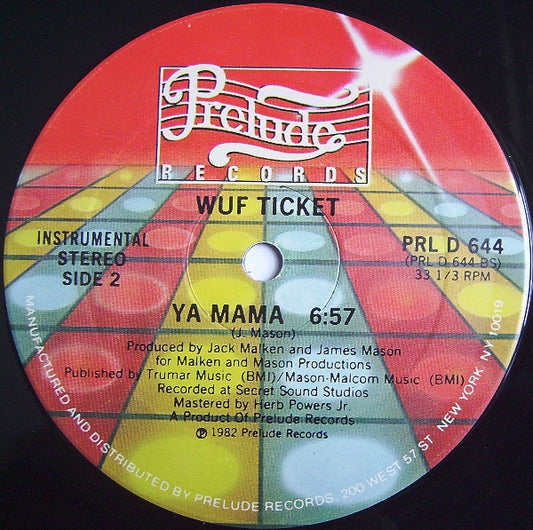 Prelude
RECORDS
WUF TICKET
INSTRUMENTAL
STEREO
SIDE 2
PRL D 644
(PRL D 644 BS)
33 1/3 RPM
YA MAMA 6:57
(J. Mason)
Produced by Jack Malken and James Mason
for Malken and Mason Productions
Published by Trumar Music (BMI)/Mason-Malcom Music (BMI)
Recorded at Secret Sound Studios
Mastered by Herb Powers Jr.
A Product Of Prelude Records
℗ 1982 Prelude Records
MANUFACTURED AND DISTRIBUTED BY PRELUDE RECORDS, 200 WEST 57 ST. NEW YORK, NY 10019